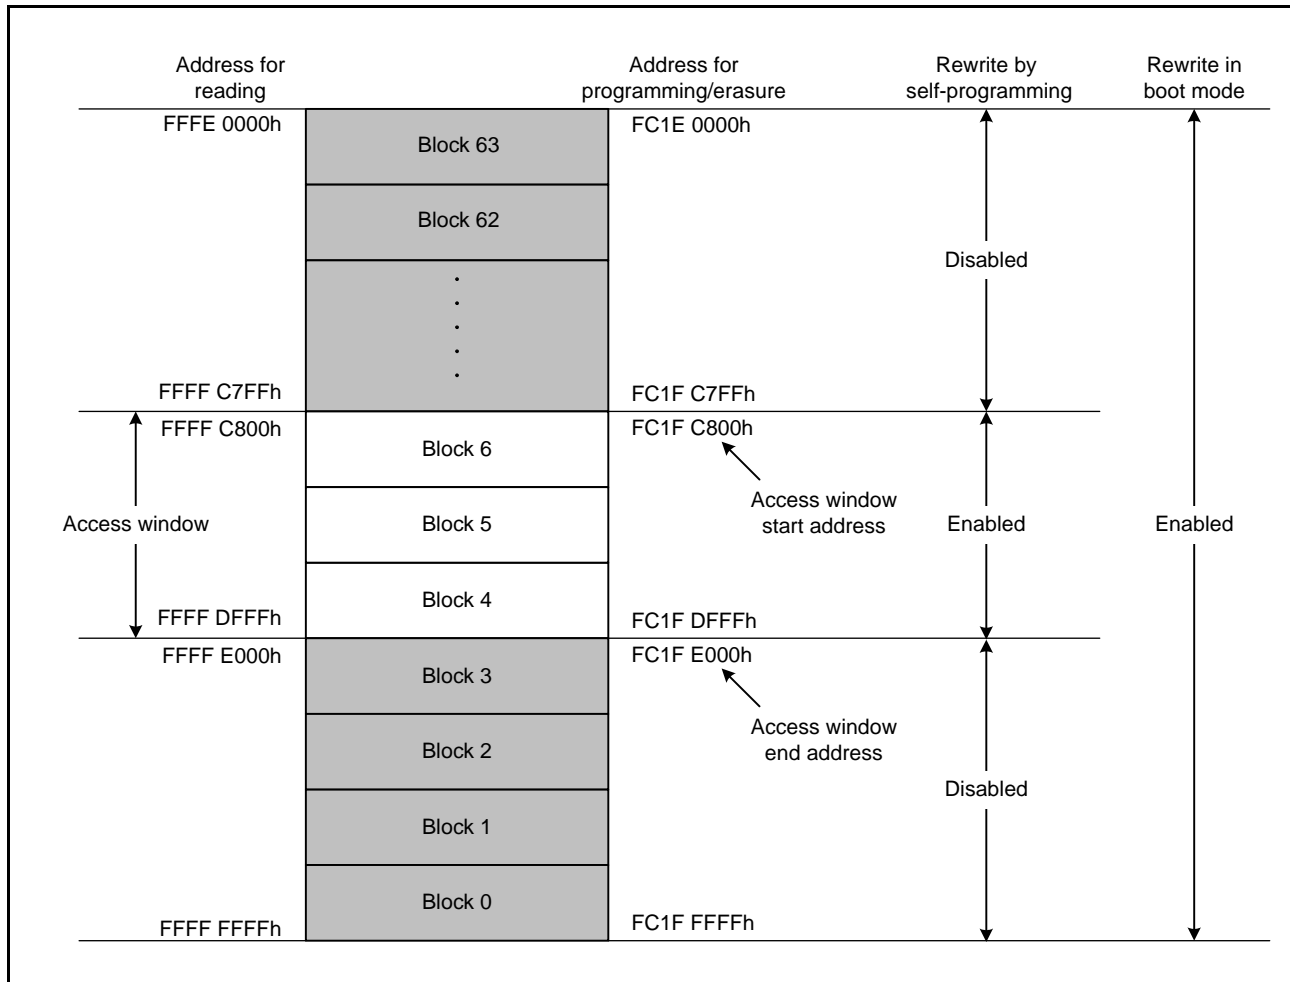 Address for
reading
Address for
programming/erasure
Rewrite by
self-programming
Rewrite in
boot mode
FFFE 0000h
FC1E 0000h
Block 63
Block 62
Disabled
FFFF C7FFh
FC1F C7FFh
FFFF C800h
FC1F C800h
Block 6
Access window
start address
Access window
Block 5
Enabled
Enabled
Block 4
FFFF DFFFh
FC1F DFFFh
FFFF E000h
FC1F E000h
Block 3
Access window
end address
Block 2
Disabled
Block 1
Block 0
FFFF FFFFh
FC1F FFFFh